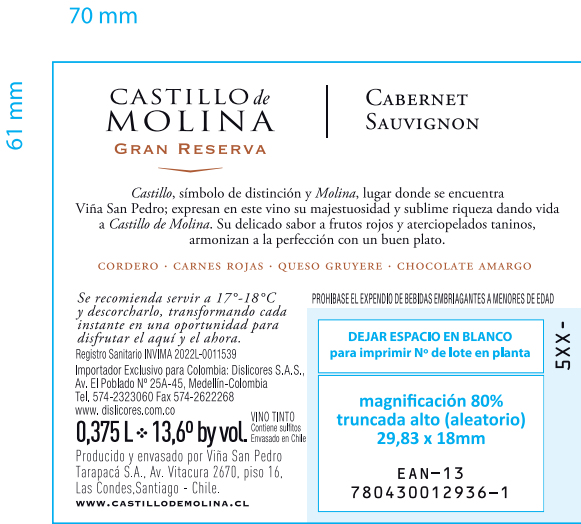 70 mm
61 mm
CASTILLO de
MOLINA
GRAN RESERVA
CABERNET
SAUVIGNON
Castillo, símbolo de distinción y Molina, lugar donde se encuentra
Viña San Pedro; expresan en este vino su majestuosidad y sublime riqueza dando vida
a Castillo de Molina. Su delicado sabor a frutos rojos y aterciopelados taninos,
armonizan a la perfección con un buen plato.
CORDERO · CARNES ROJAS · QUESO GRUYERE · CHOCOLATE AMARGO
Se recomienda servir a 17°-18°C
y descorcharlo, transformando cada
instante en una oportunidad para
disfrutar el aquí y el ahora.
Registro Sanitario INVIMA 2022L-0011539
Importador Exclusivo para Colombia: Dislicores S.A.S.,
Av. El Poblado Nº 25A-45, Medellín-Colombia
Tel. 574-2323060 Fax 574-2622268
www. dislicores.com.co
0,375 L 13,6º by vol.
VINO TINTO
Contiene sulfitos
Envasado en Chile
Producido y envasado por Viña San Pedro
Tarapacá S.A., Av. Vitacura 2670, piso 16,
Las Condes,Santiago - Chile.
WWW.CASTILLODEMOLINA.CL
PROHIBASE EL EXPENDIO DE BEBIDAS EMBRIAGANTES A MENORES DE EDAD
DEJAR ESPACIO EN BLANCO
para imprimir Nº de lote en planta
5XX-
magnificación 80%
truncada alto (aleatorio)
29,83 x 18mm
EAN-13
780430012936-1